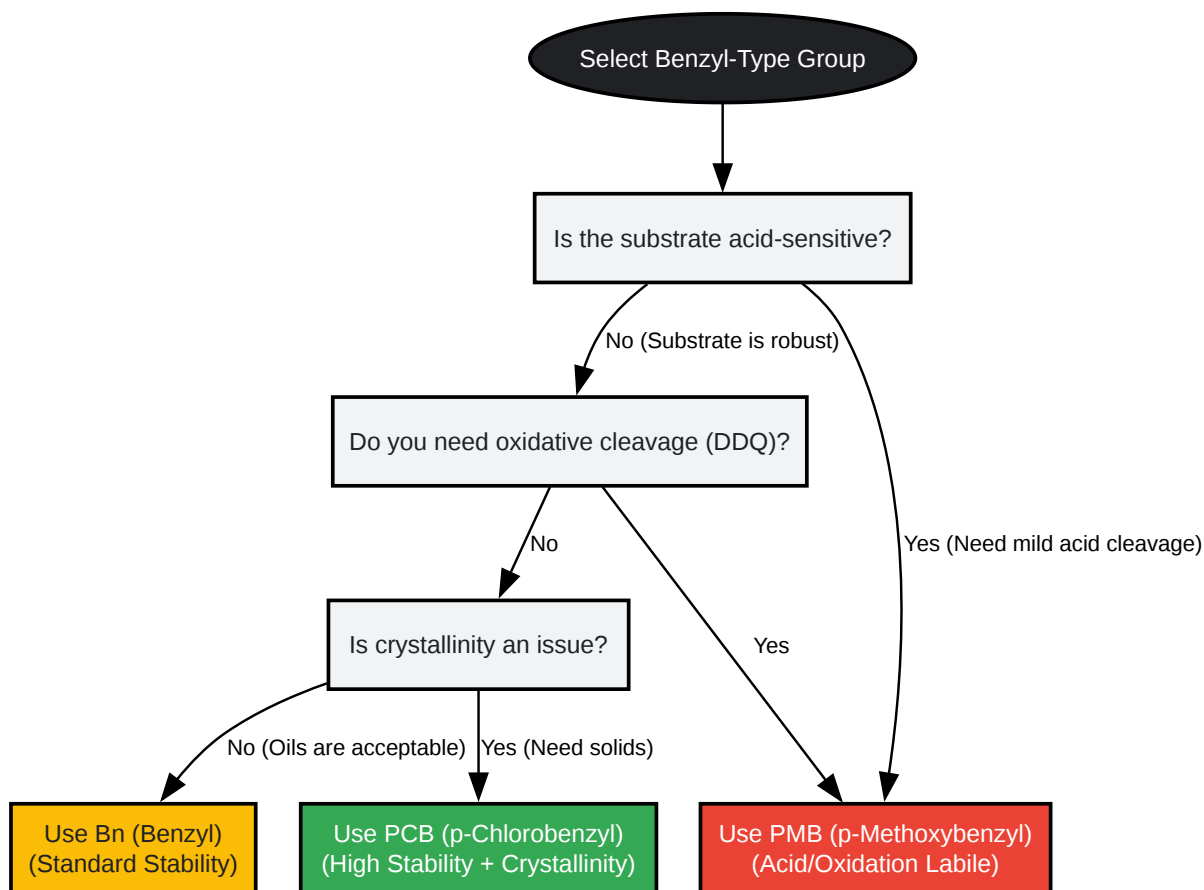 Select Benzyl-Type Group
Is the substrate acid-sensitive?
No (Substrate is robust)
Do you need oxidative cleavage (DDQ)?
Yes (Need mild acid cleavage)
No
Is crystallinity an issue?
Yes
No (Oils are acceptable)
Yes (Need solids)
Use Bn (Benzyl)
(Standard Stability)
Use PCB (p-Chlorobenzyl)
(High Stability + Crystallinity)
Use PMB (p-Methoxybenzyl)
(Acid/Oxidation Labile)